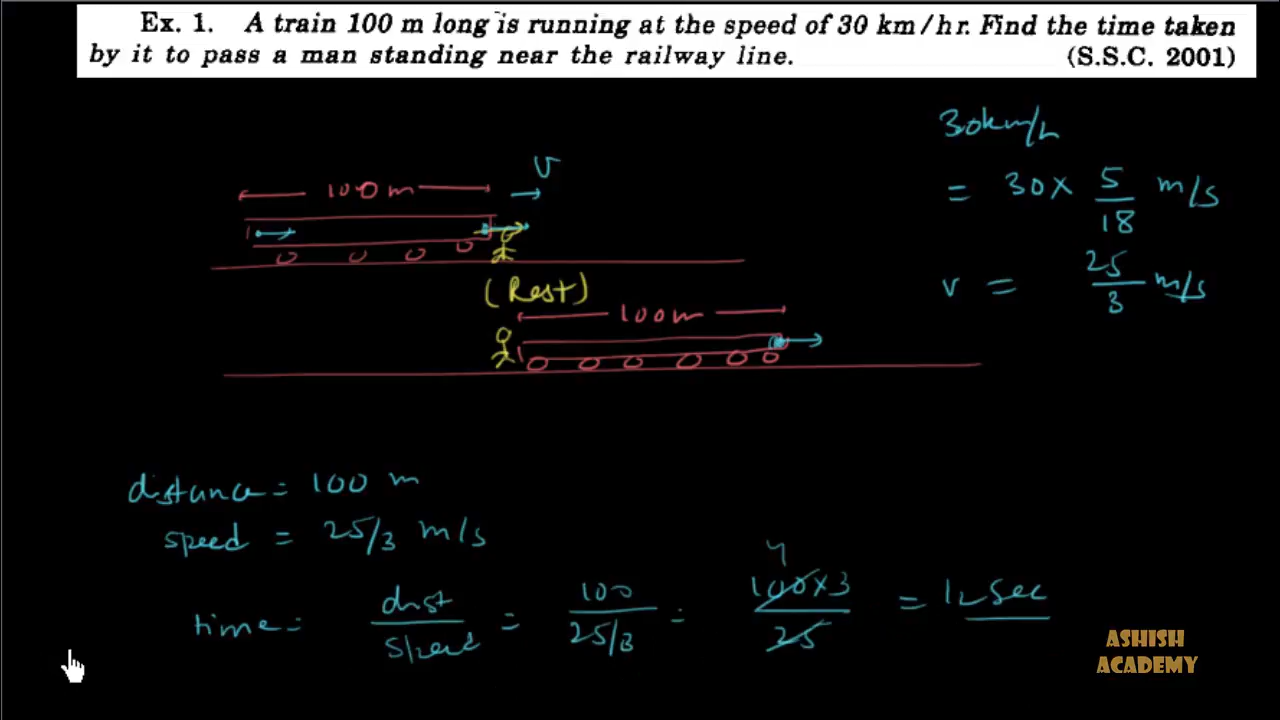 Ex. 1. A train 100 m long is running at the speed of 30 km/hr. Find the time taken
by it to pass a man standing near the railway line. (S.S.C. 2001)
30km/h
= 30 × 5/18 m/s
v = 25/3 m/s
100 m
v
(Rest)
100m
distance = 100 m
speed = 25/3 m/s
time = dist/speed = 100/25/3 = 100×3/25 = 12 sec
4
ASHISH
ACADEMY